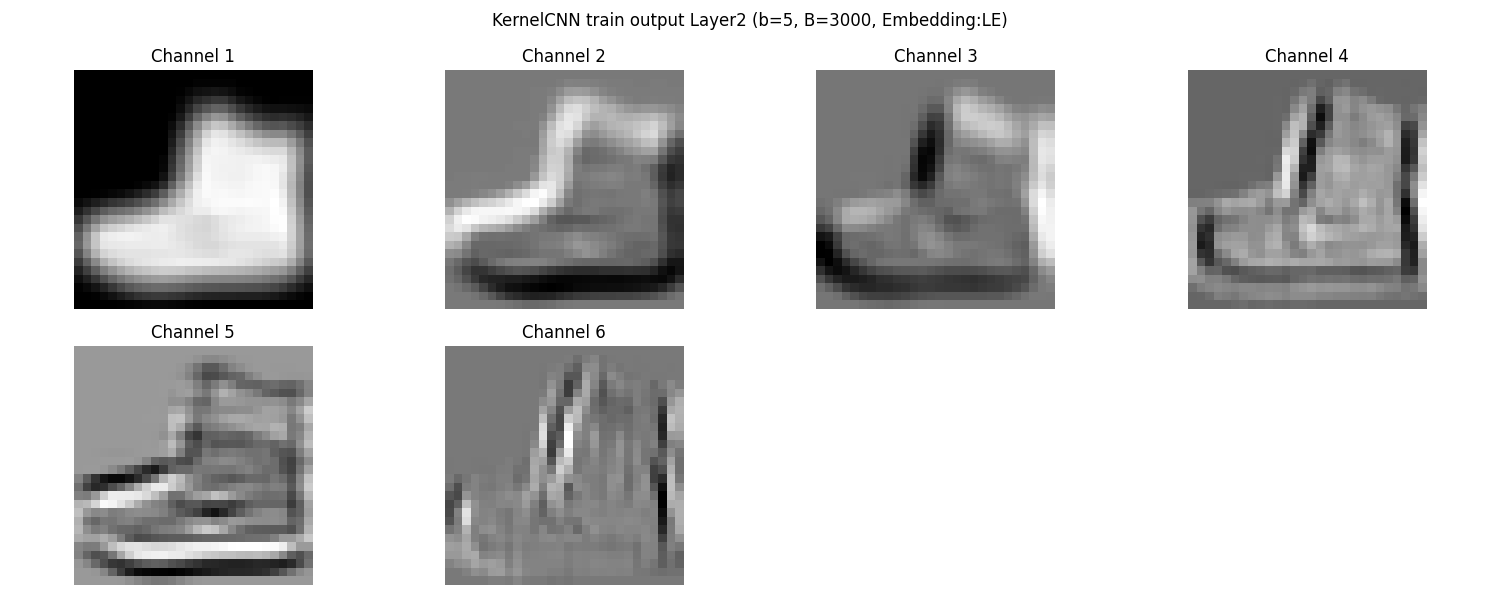 KernelCNN train output Layer2 (b=5, B=3000, Embedding:LE)
Channel 1
Channel 2
Channel 3
Channel 4
Channel 5
Channel 6